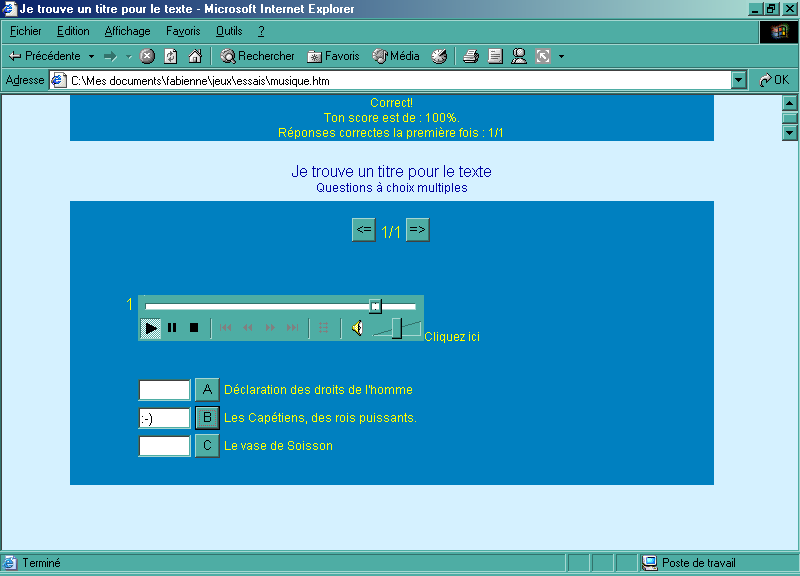 Je trouve un titre pour le texte - Microsoft Internet Explorer
Fichier Edition Affichage Favoris Outils ?
Précédente Rechercher Favoris Média
Adresse C:\Mes documents\fabienne\jeux\essais\musique.htm OK
Correct!
Ton score est de : 100%.
Réponses correctes la première fois : 1/1
Je trouve un titre pour le texte
Questions à choix multiples
<= 1/1 =>
1
Cliquez ici
A Déclaration des droits de l'homme
:-) B Les Capétiens, des rois puissants.
C Le vase de Soisson
Terminé Poste de travail